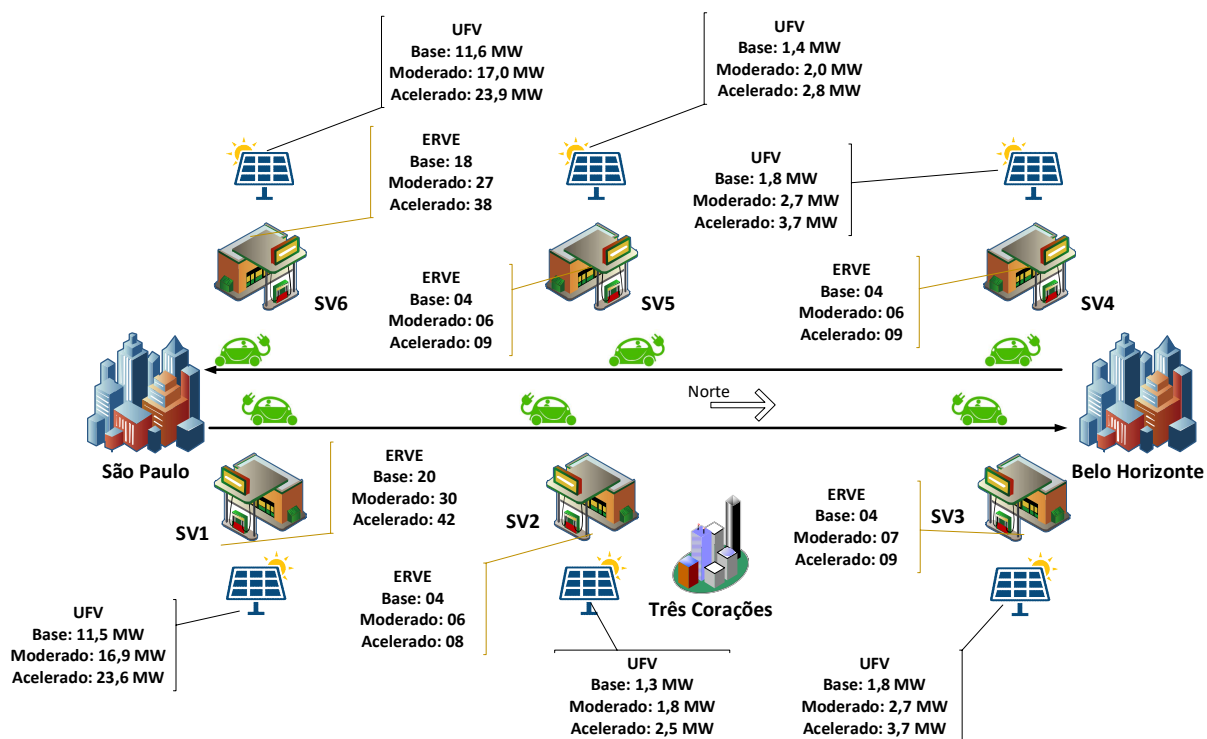 UFV
Base: 11,6 MW
Moderado: 17,0 MW
Acelerado: 23,9 MW
UFV
Base: 1,4 MW
Moderado: 2,0 MW
Acelerado: 2,8 MW
ERVE
Base: 18
Moderado: 27
Acelerado: 38
UFV
Base: 1,8 MW
Moderado: 2,7 MW
Acelerado: 3,7 MW
SV6
ERVE
Base: 04
Moderado: 06
Acelerado: 09
SV5
ERVE
Base: 04
Moderado: 06
Acelerado: 09
SV4
Norte
São Paulo
Belo Horizonte
SV1
ERVE
Base: 20
Moderado: 30
Acelerado: 42
SV2
Três Corações
ERVE
Base: 04
Moderado: 07
Acelerado: 09
SV3
UFV
Base: 11,5 MW
Moderado: 16,9 MW
Acelerado: 23,6 MW
ERVE
Base: 04
Moderado: 06
Acelerado: 08
UFV
Base: 1,3 MW
Moderado: 1,8 MW
Acelerado: 2,5 MW
UFV
Base: 1,8 MW
Moderado: 2,7 MW
Acelerado: 3,7 MW